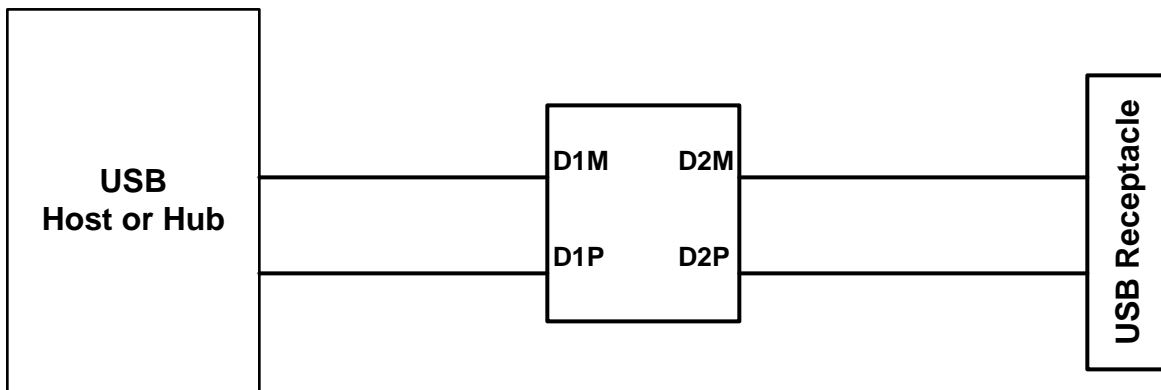 USB
Host or Hub
D1M
D2M
D1P
D2P
USB Receptacle